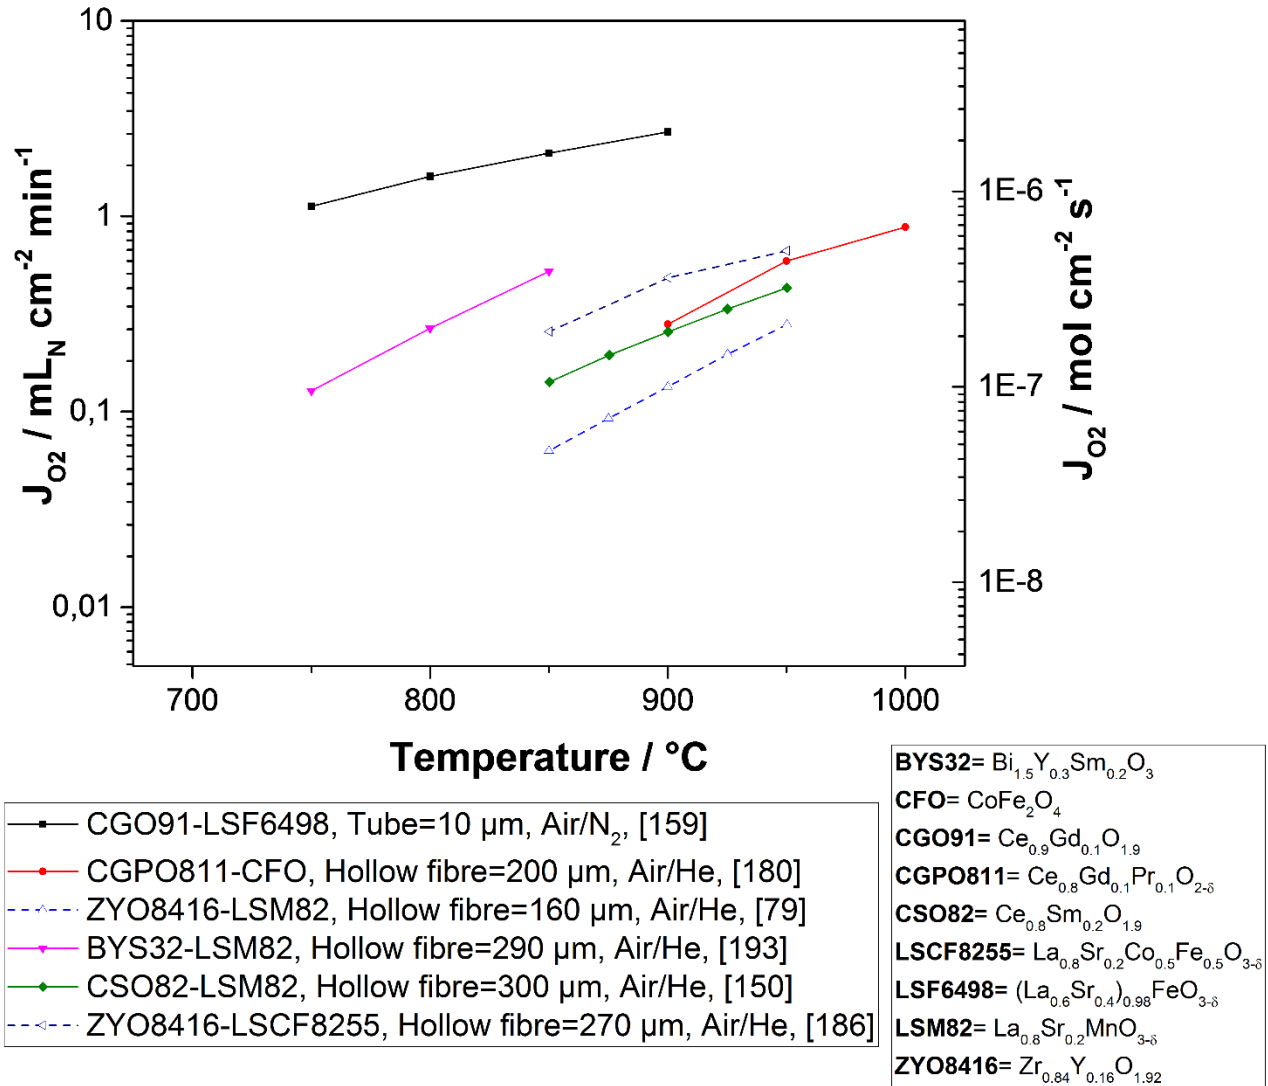 10
1
0,1
0,01
J_O2 / mL_N cm^-2 min^-1
1E-6
1E-7
1E-8
J_O2 / mol cm^-2 s^-1
700 800 900 1000
Temperature / °C
CGO91-LSF6498, Tube=10 µm, Air/N₂, [159]
CGPO811-CFO, Hollow fibre=200 µm, Air/He, [180]
ZYO8416-LSM82, Hollow fibre=160 µm, Air/He, [79]
BYS32-LSM82, Hollow fibre=290 µm, Air/He, [193]
CSO82-LSM82, Hollow fibre=300 µm, Air/He, [150]
ZYO8416-LSCF8255, Hollow fibre=270 µm, Air/He, [186]
BYS32= Bi₁.₅Y₀.₃Sm₀.₂O₃
CFO= CoFe₂O₄
CGO91= Ce₀.₉Gd₀.₁O₁.₉
CGPO811= Ce₀.₈Gd₀.₁Pr₀.₁O₂₋δ
CSO82= Ce₀.₈Sm₀.₂O₁.₉
LSCF8255= La₀.₈Sr₀.₂Co₀.₅Fe₀.₅O₃₋δ
LSF6498= (La₀.₆Sr₀.₄)₀.₉₈FeO₃₋δ
LSM82= La₀.₈Sr₀.₂MnO₃₋δ
ZYO8416= Zr₀.₈₄Y₀.₁₆O₁.₉₂